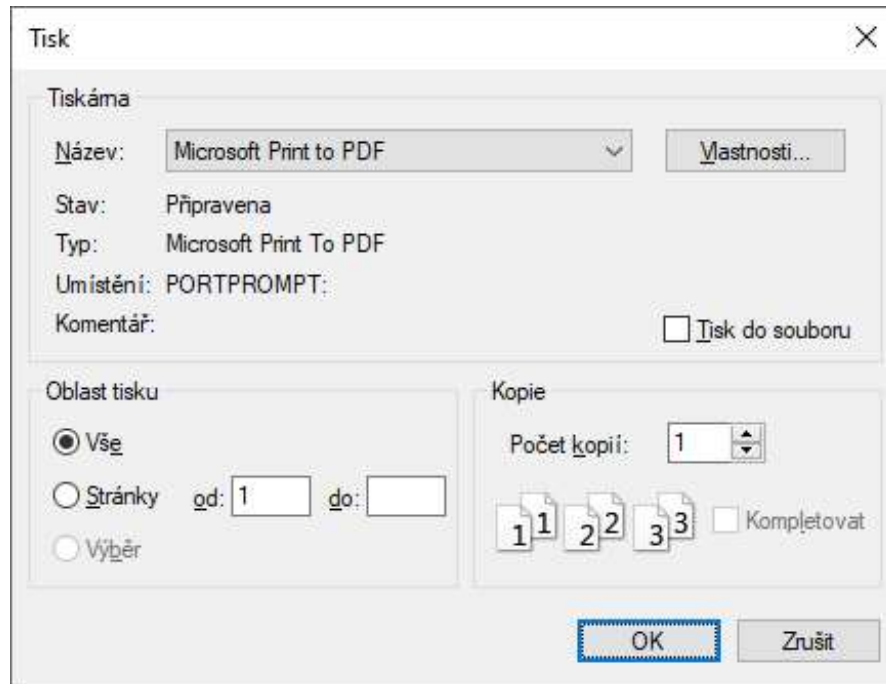 Tisk
Tiskárna
Název: Microsoft Print to PDF Vlastnosti...
Stav: Připravena
Typ: Microsoft Print To PDF
Umístění: PORTPROMPT:
Komentář: Tisk do souboru
Oblast tisku
Vše
Stránky od: 1 do:
Výběr
Kopie
Počet kopií: 1
1 1 2 2 3 3 Kompletovat
OK Zrušit